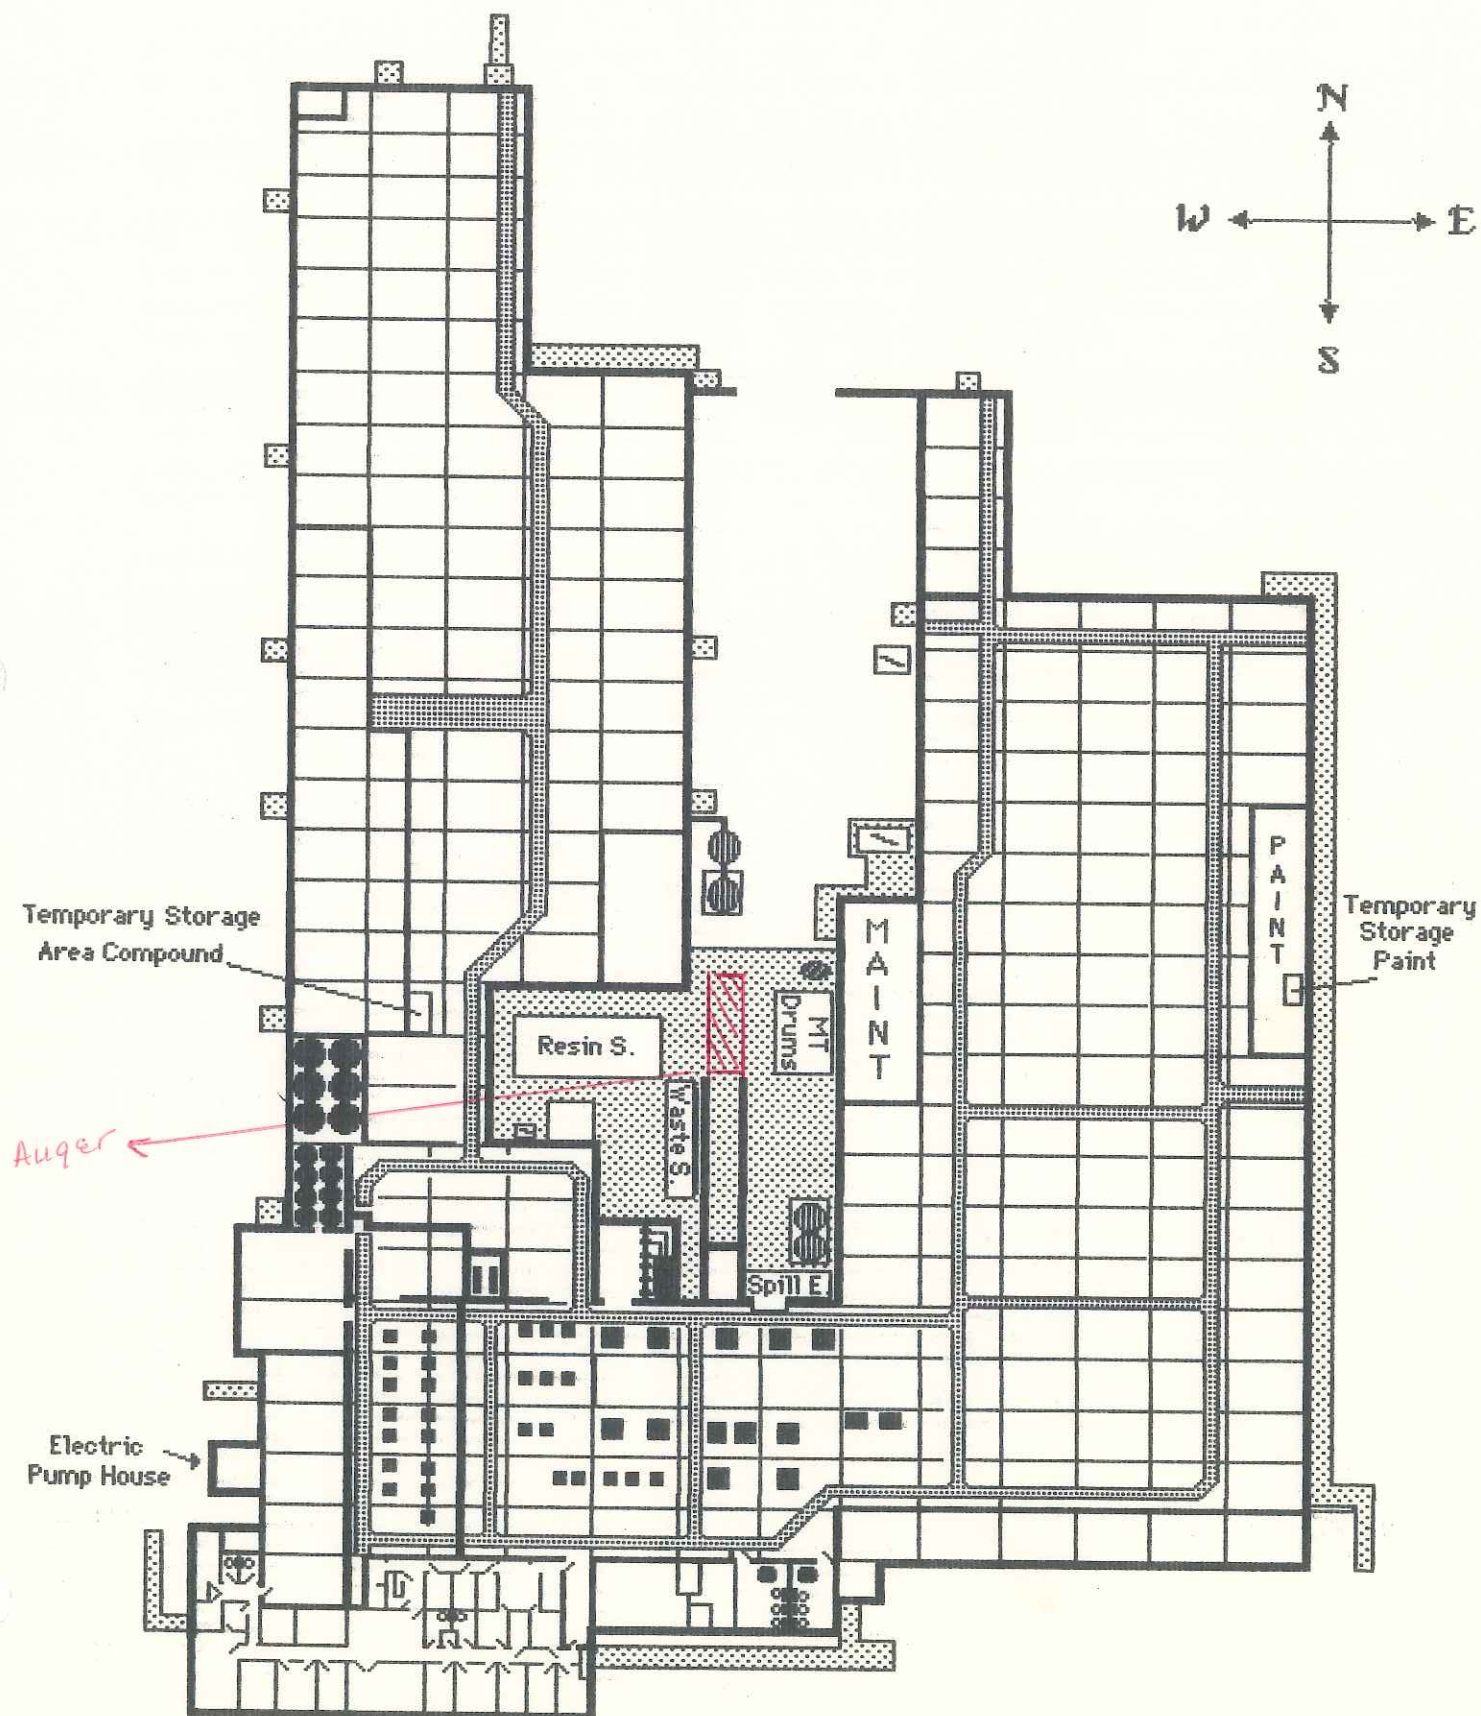 N
W E
S
Temporary Storage
Area Compound
PAINT
Temporary
Storage
Paint
MAINT
MT
Drums
Resin S.
Waste S.
Auger
Spill E.
Electric
Pump House